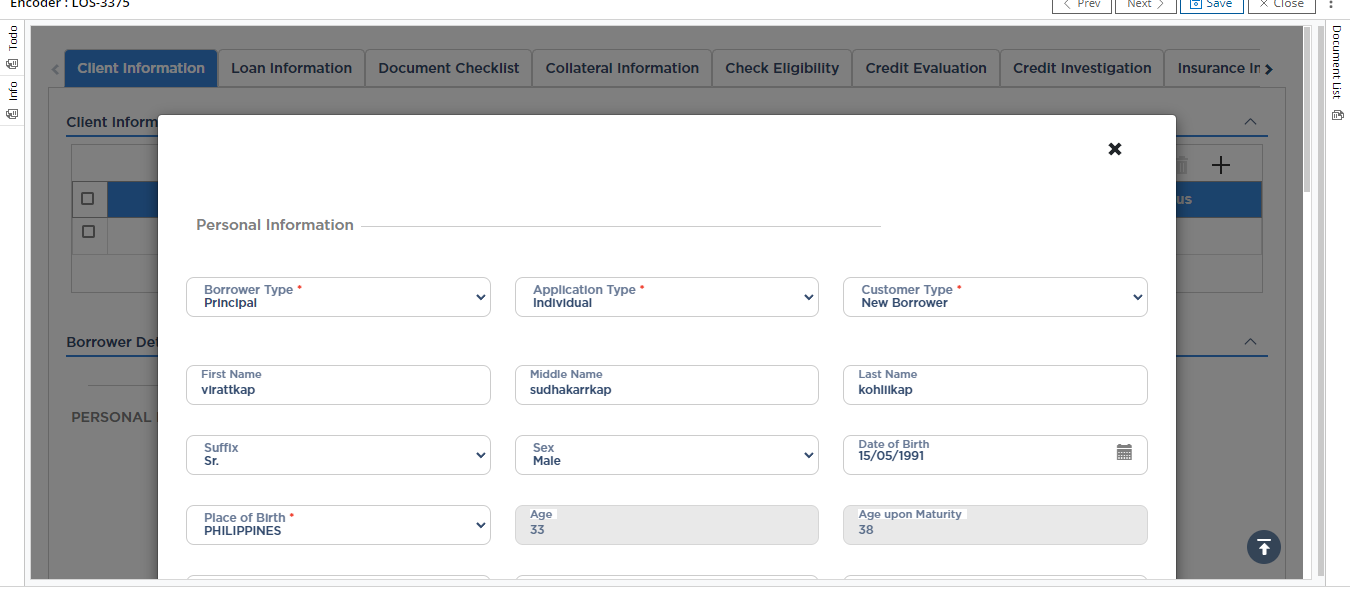 Encoder : LOS-3375
Prev Next Save Close
Todo
Info
Document List
Client Information Loan Information Document Checklist Collateral Information Check Eligibility Credit Evaluation Credit Investigation Insurance In
Client Inform
us
Borrower Det
PERSONAL
Personal Information
Borrower Type * Application Type * Customer Type *
Principal Individual New Borrower
First Name Middle Name Last Name
virattkap sudhakarrkap kohlikap
Suffix Sex Date of Birth
Sr. Male 15/05/1991
Place of Birth * Age Age upon Maturity
PHILIPPINES 33 38